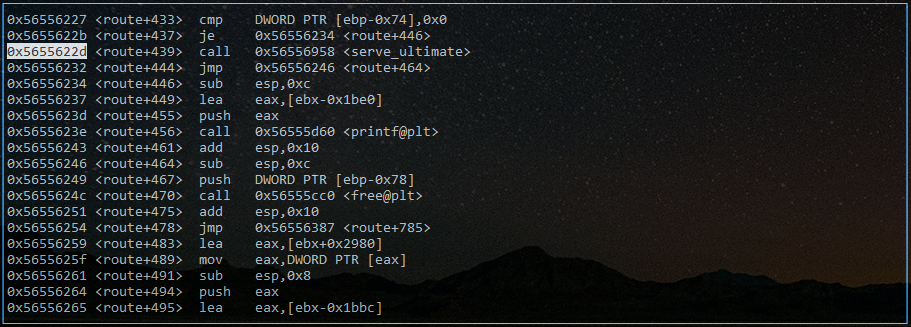 0x56556227 <route+433> cmp DWORD PTR [ebp-0x74],0x0
0x5655622b <route+437> je 0x56556234 <route+446>
0x5655622d <route+439> call 0x56556958 <serve_ultimate>
0x56556232 <route+444> jmp 0x56556246 <route+464>
0x56556234 <route+446> sub esp,0xc
0x56556237 <route+449> lea eax,[ebx-0x1be0]
0x5655623d <route+455> push eax
0x5655623e <route+456> call 0x56555d60 <printf@plt>
0x56556243 <route+461> add esp,0x10
0x56556246 <route+464> sub esp,0xc
0x56556249 <route+467> push DWORD PTR [ebp-0x78]
0x5655624c <route+470> call 0x56555cc0 <free@plt>
0x56556251 <route+475> add esp,0x10
0x56556254 <route+478> jmp 0x56556387 <route+785>
0x56556259 <route+483> lea eax,[ebx+0x2980]
0x5655625f <route+489> mov eax,DWORD PTR [eax]
0x56556261 <route+491> sub esp,0x8
0x56556264 <route+494> push eax
0x56556265 <route+495> lea eax,[ebx-0x1bbc]